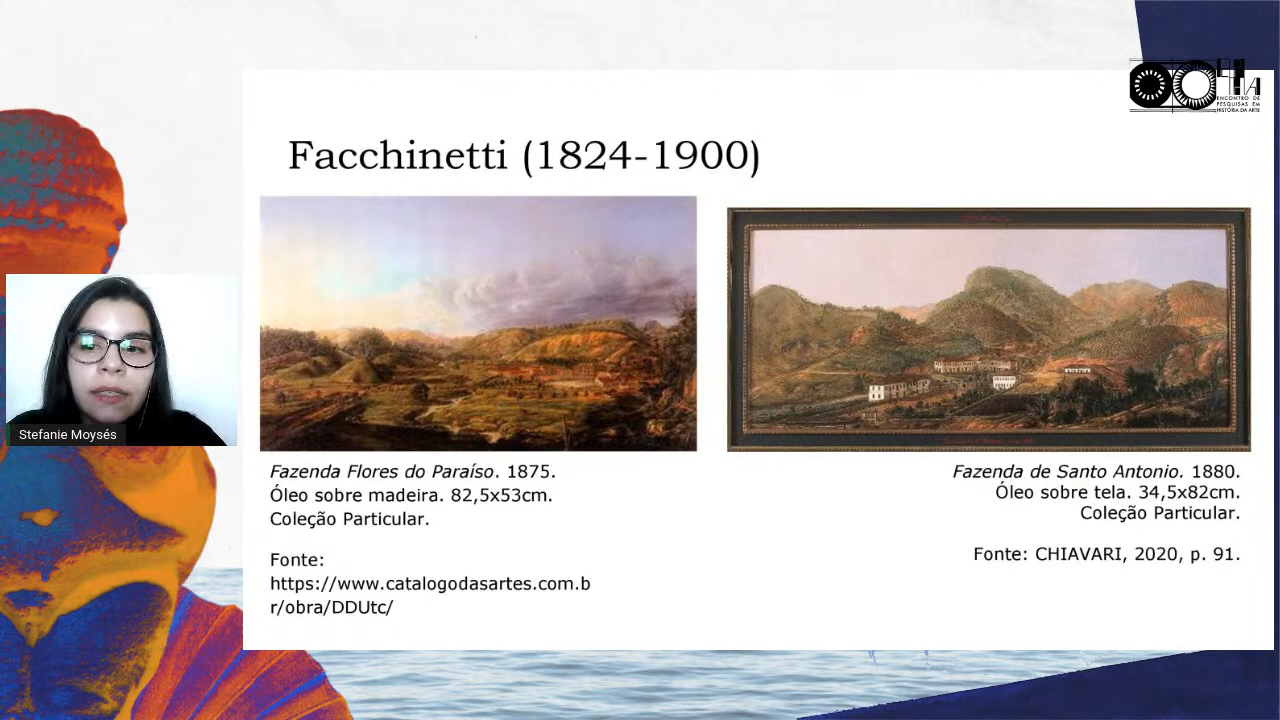 ENCONTRO DE
PESQUISAS EM
HISTÓRIA DA ARTE
Facchinetti (1824-1900)
Stefanie Moysés
Fazenda Flores do Paraíso. 1875.
Óleo sobre madeira. 82,5x53cm.
Coleção Particular.
Fonte:
https://www.catalogodasartes.com.b
r/obra/DDUtc/
Fazenda de Santo Antonio. 1880.
Óleo sobre tela. 34,5x82cm.
Coleção Particular.
Fonte: CHIAVARI, 2020, p. 91.